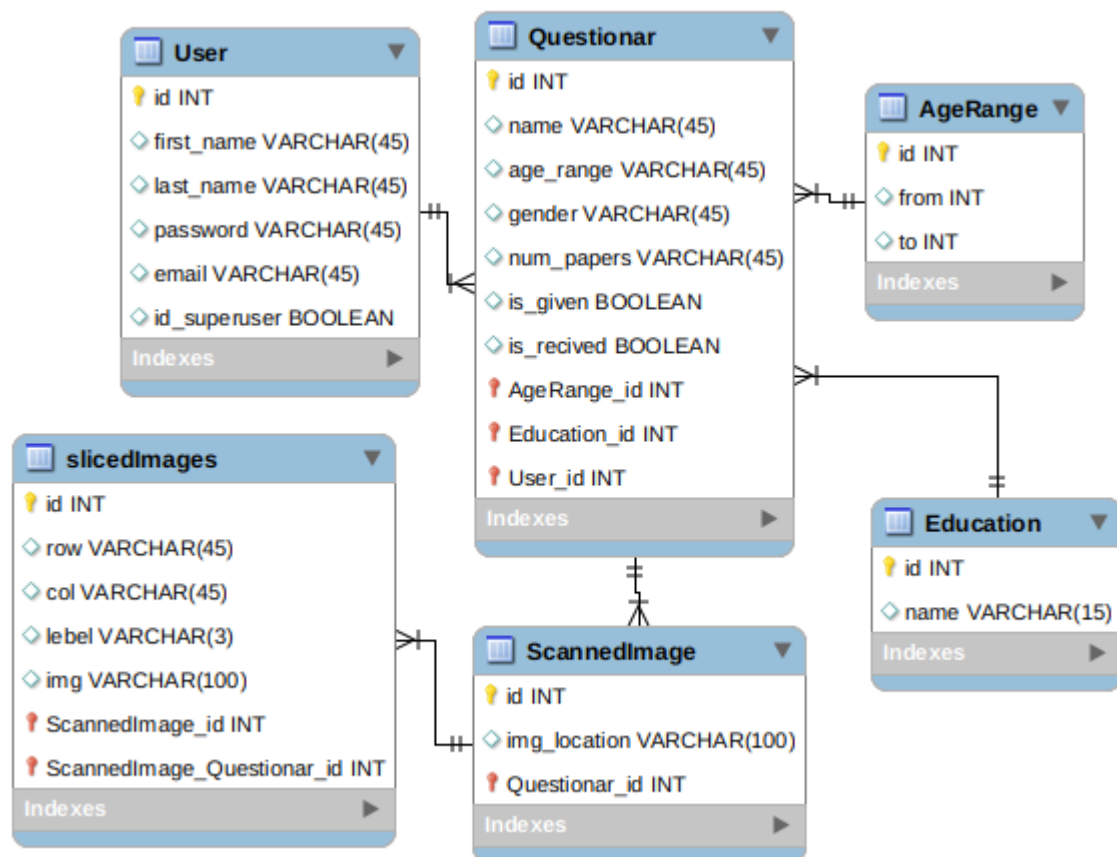 User
id INT
first_name VARCHAR(45)
last_name VARCHAR(45)
password VARCHAR(45)
email VARCHAR(45)
id_superuser BOOLEAN
Indexes
Questionar
id INT
name VARCHAR(45)
age_range VARCHAR(45)
gender VARCHAR(45)
num_papers VARCHAR(45)
is_given BOOLEAN
is_recived BOOLEAN
AgeRange_id INT
Education_id INT
User_id INT
Indexes
AgeRange
id INT
from INT
to INT
Indexes
slicedImages
id INT
row VARCHAR(45)
col VARCHAR(45)
lebel VARCHAR(3)
img VARCHAR(100)
ScannedImage_id INT
ScannedImage_Questionar_id INT
Indexes
ScannedImage
id INT
img_location VARCHAR(100)
Questionar_id INT
Indexes
Education
id INT
name VARCHAR(15)
Indexes